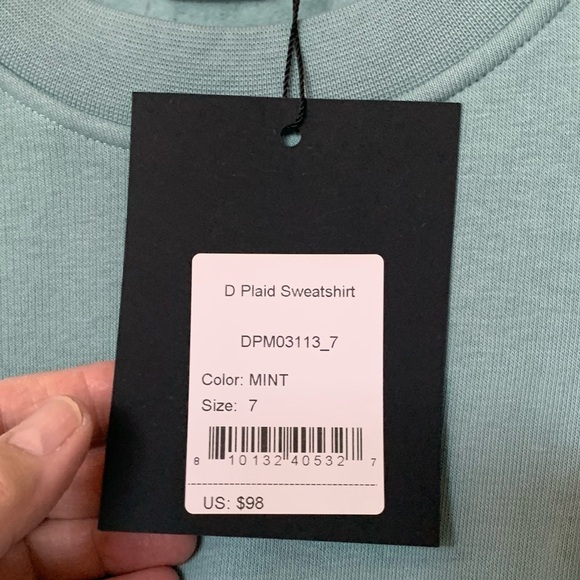 D Plaid Sweatshirt
DPM03113_7
Color: MINT
Size: 7
8 10132 40532 7
US: $98